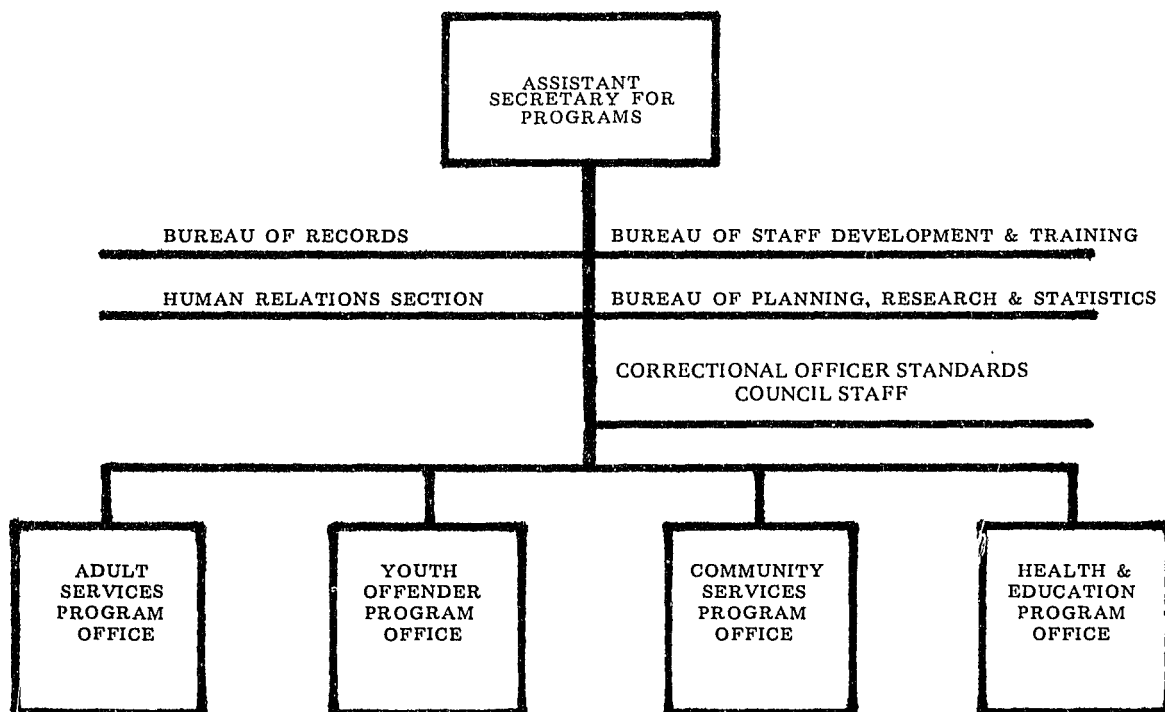 ASSISTANT
SECRETARY FOR
PROGRAMS
BUREAU OF RECORDS
BUREAU OF STAFF DEVELOPMENT & TRAINING
HUMAN RELATIONS SECTION
BUREAU OF PLANNING, RESEARCH & STATISTICS
CORRECTIONAL OFFICER STANDARDS
COUNCIL STAFF
ADULT
SERVICES
PROGRAM
OFFICE
YOUTH
OFFENDER
PROGRAM
OFFICE
COMMUNITY
SERVICES
PROGRAM
OFFICE
HEALTH &
EDUCATION
PROGRAM
OFFICE